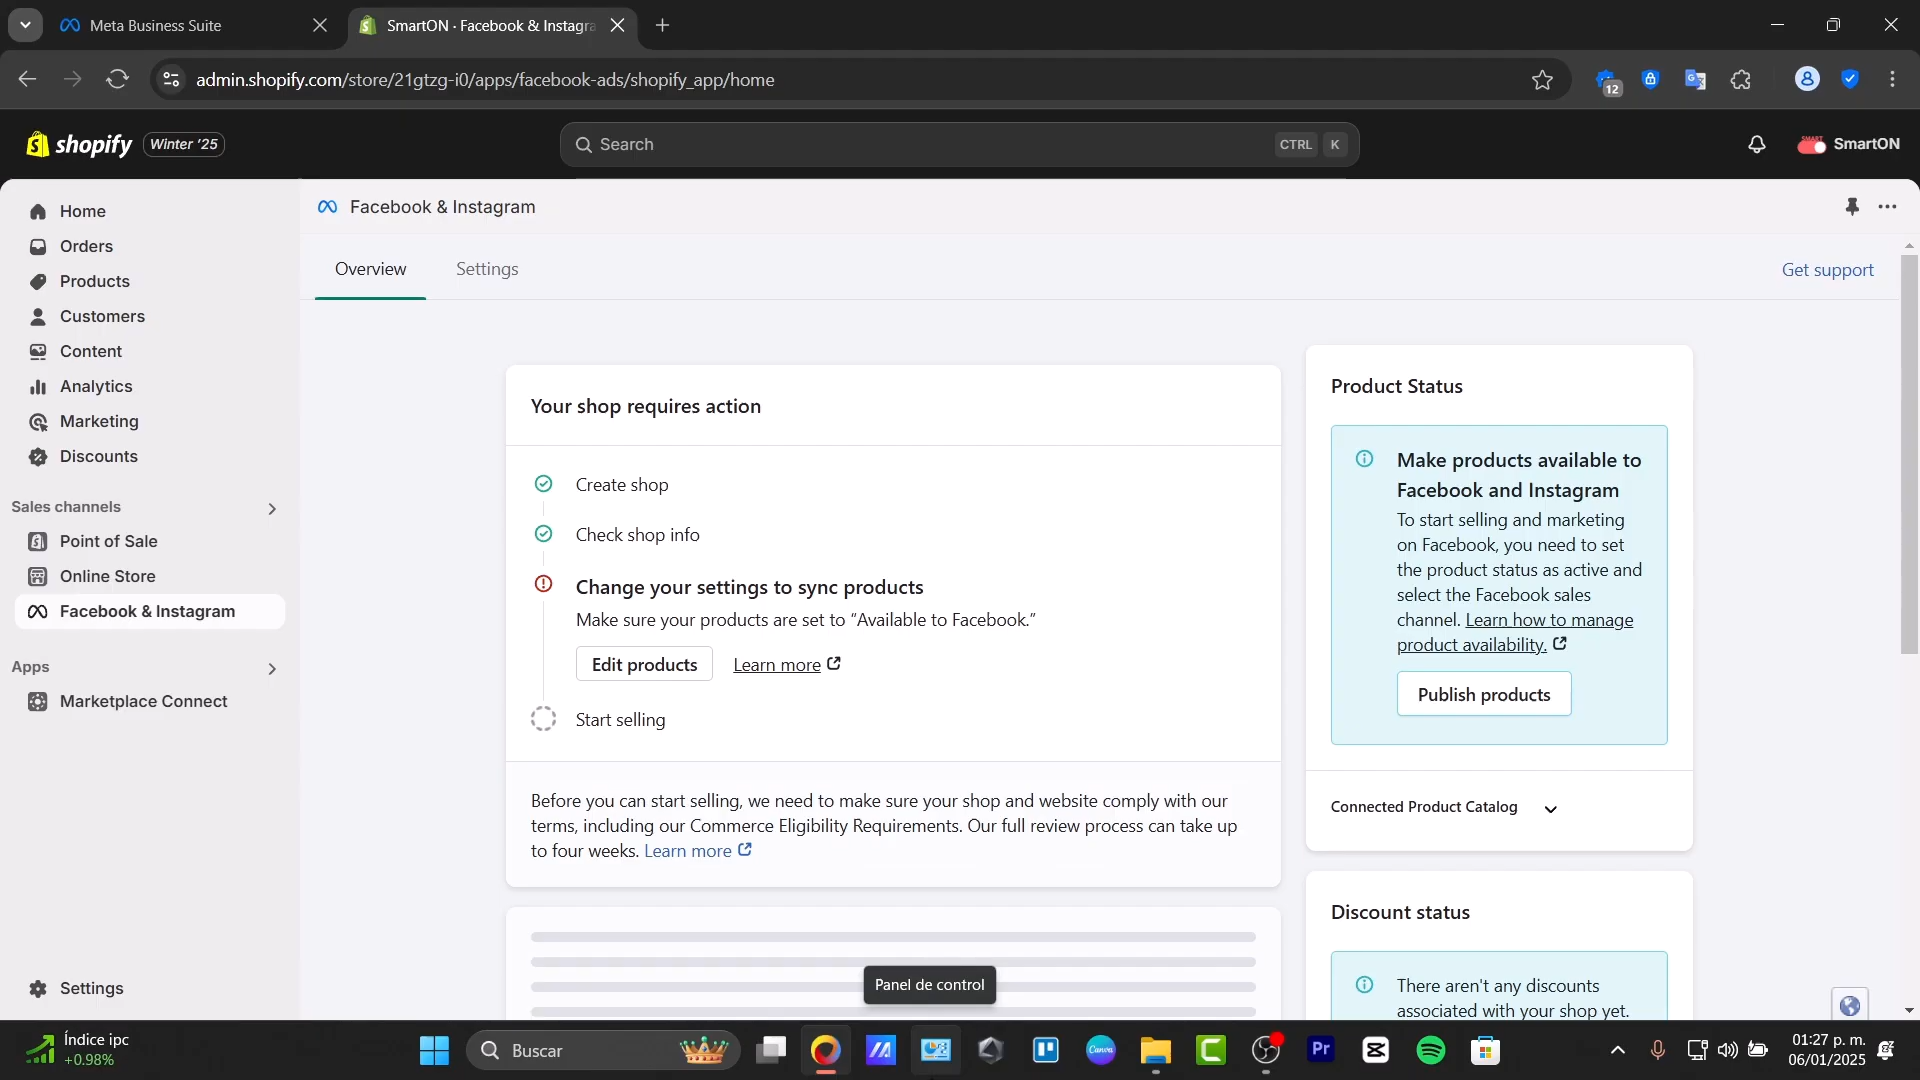 Meta Business Suite
SmartON · Facebook & Instagra
admin.shopify.com/store/21gtzg-i0/apps/facebook-ads/shopify_app/home
12
shopify
Winter '25
Search
CTRL
K
SMART
SmartON
Home
Orders
Products
Customers
Content
Analytics
Marketing
Discounts
Sales channels
Point of Sale
Online Store
Facebook & Instagram
Apps
Marketplace Connect
Settings
Facebook & Instagram
Overview
Settings
Get support
Your shop requires action
Create shop
Check shop info
Change your settings to sync products
Make sure your products are set to “Available to Facebook.”
Edit products
Learn more
Start selling
Before you can start selling, we need to make sure your shop and website comply with our
terms, including our Commerce Eligibility Requirements. Our full review process can take up
to four weeks. Learn more
Product Status
Make products available to
Facebook and Instagram
To start selling and marketing
on Facebook, you need to set
the product status as active and
select the Facebook sales
channel. Learn how to manage
product availability.
Publish products
Connected Product Catalog
Discount status
There aren't any discounts
associated with your shop yet.
Panel de control
Índice ipc
+0.98%
Buscar
Canva
Pr
01:27 p. m.
06/01/2025